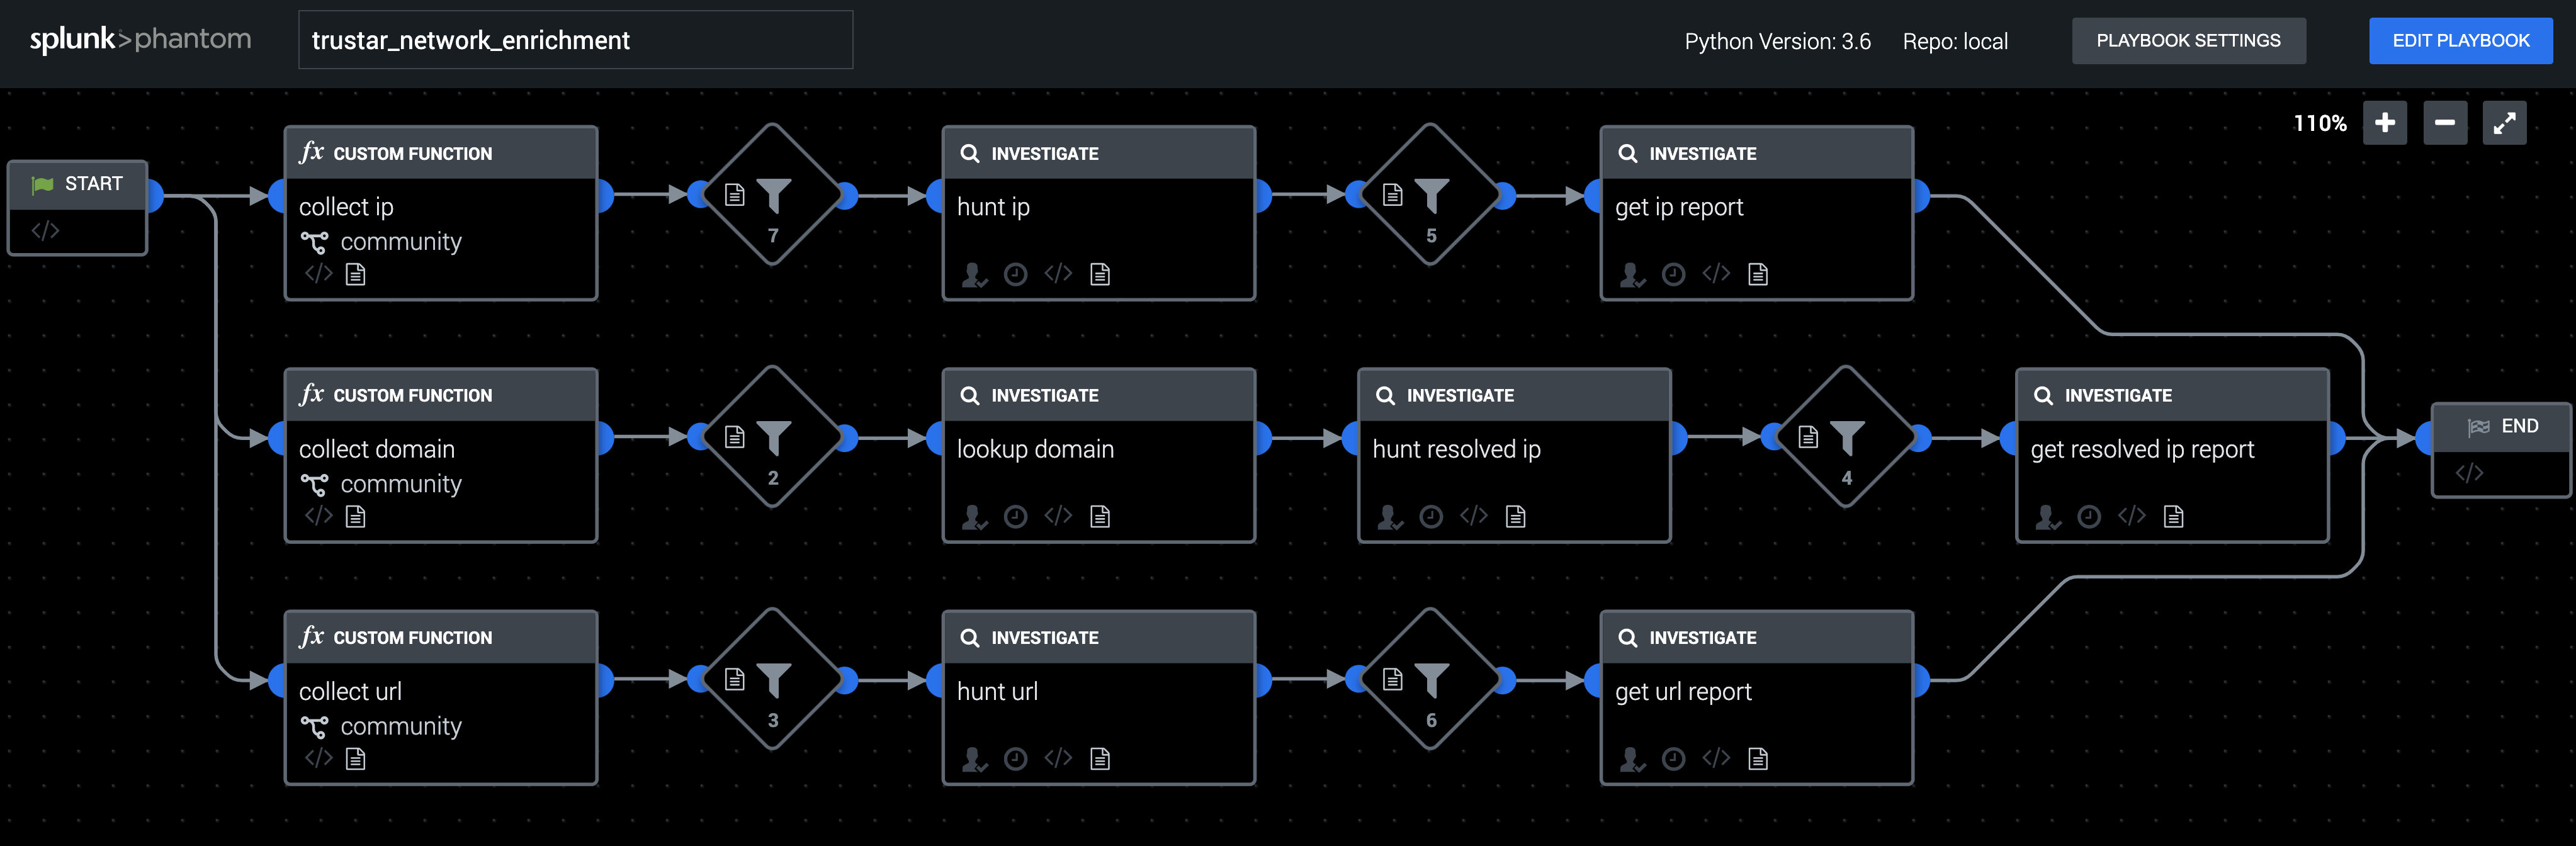 splunk>phantom
trustar_network_enrichment
Python Version: 3.6
Repo: local
PLAYBOOK SETTINGS
EDIT PLAYBOOK
110%
START
</>
fx CUSTOM FUNCTION
collect ip
community
</>
7
INVESTIGATE
hunt ip
</>
5
INVESTIGATE
get ip report
</>
fx CUSTOM FUNCTION
collect domain
community
</>
2
INVESTIGATE
lookup domain
</>
INVESTIGATE
hunt resolved ip
</>
4
INVESTIGATE
get resolved ip report
</>
END
</>
fx CUSTOM FUNCTION
collect url
community
</>
3
INVESTIGATE
hunt url
</>
6
INVESTIGATE
get url report
</>